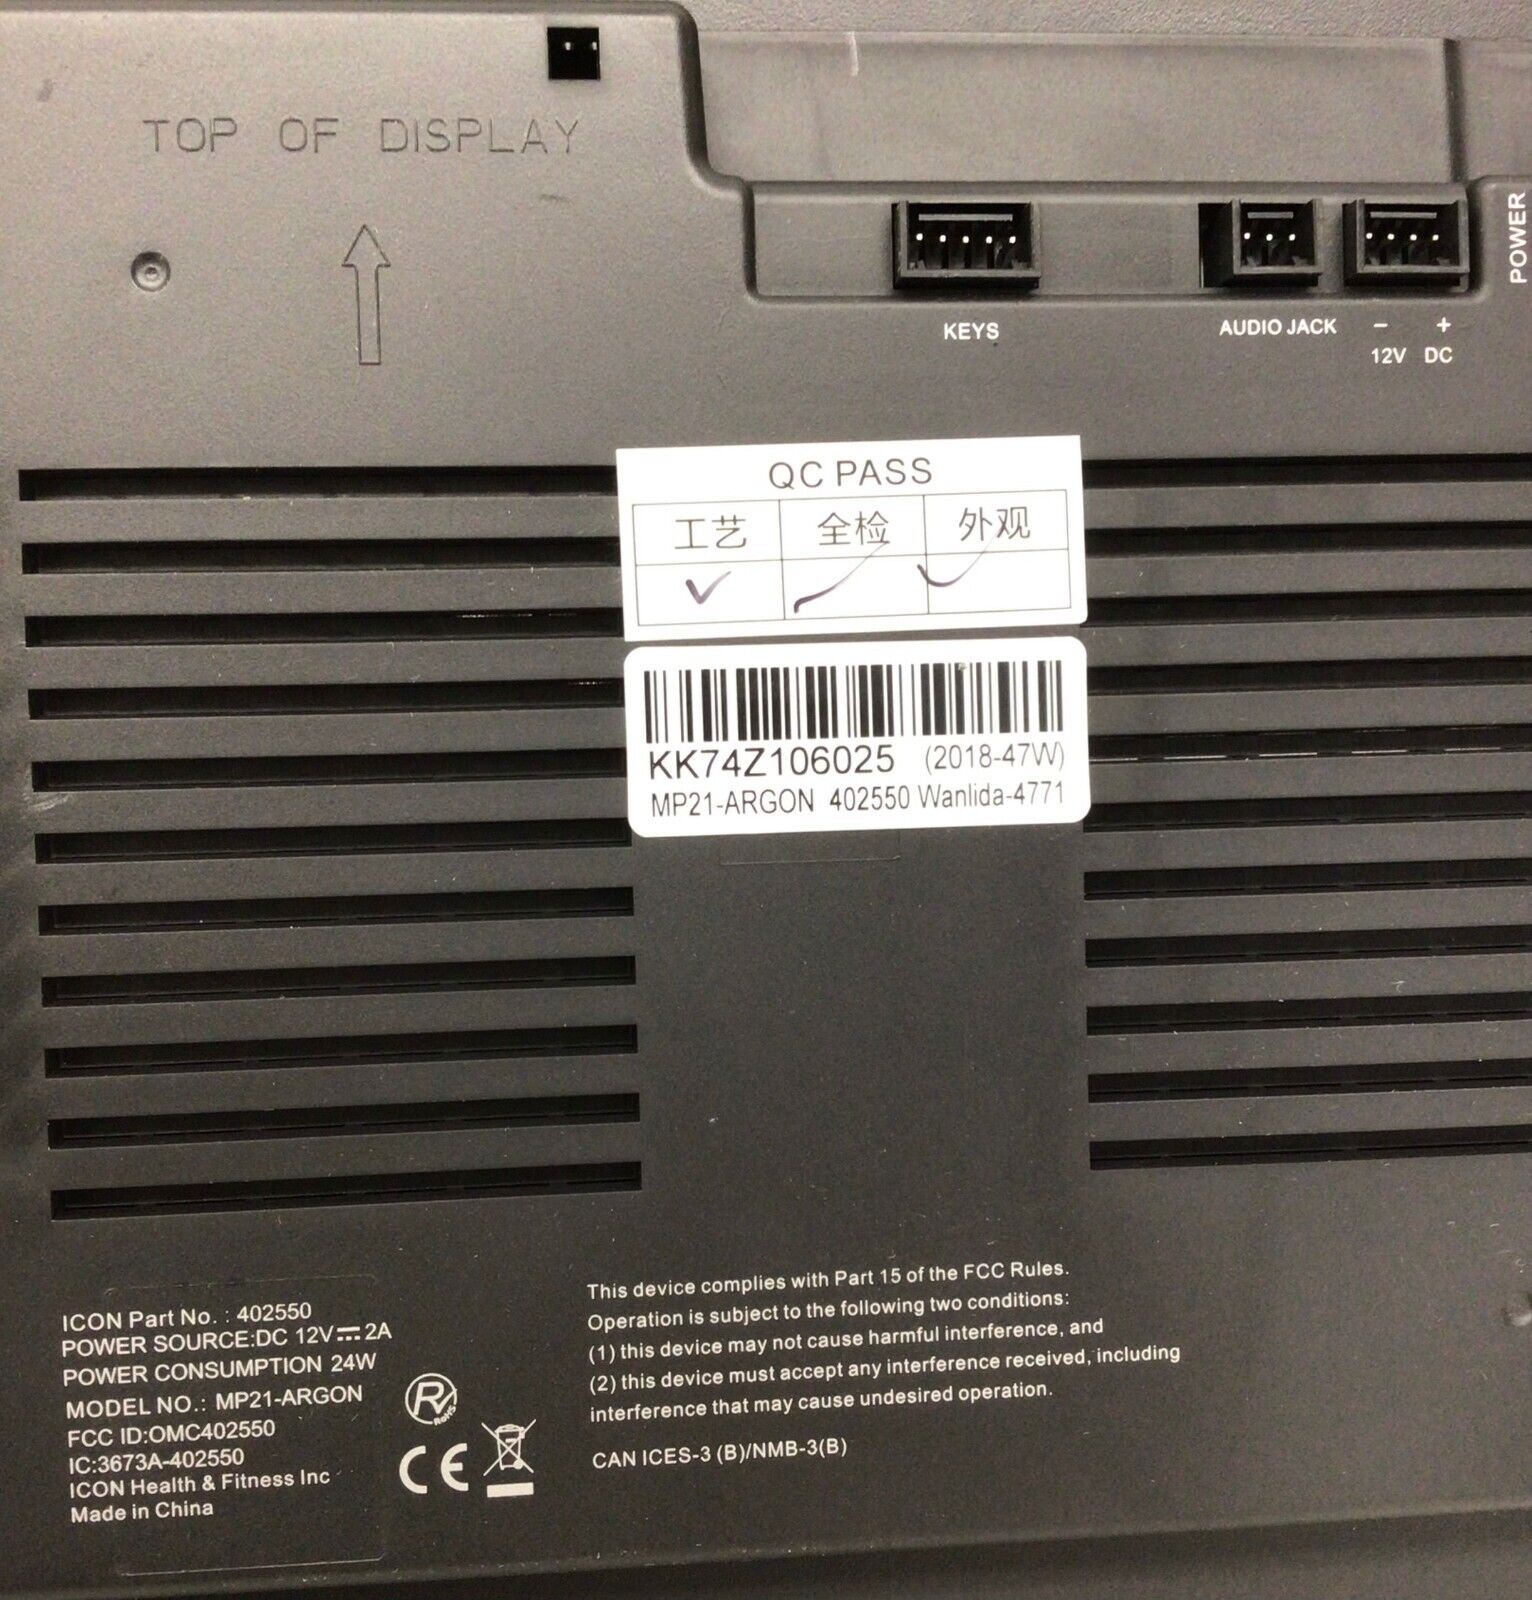 TOP OF DISPLAY
POWER
KEYS
AUDIO JACK
- +
12V DC
QC PASS
工艺 全检 外观
KK74Z106025 (2018-47W)
MP21-ARGON 402550 Wanlida-4771
ICON Part No. : 402550
POWER SOURCE:DC 12V⎓2A
POWER CONSUMPTION 24W
MODEL NO.: MP21-ARGON
FCC ID:OMC402550
IC:3673A-402550
ICON Health & Fitness Inc
Made in China
RoHS
CE
This device complies with Part 15 of the FCC Rules.
Operation is subject to the following two conditions:
(1) this device may not cause harmful interference, and
(2) this device must accept any interference received, including
interference that may cause undesired operation.
CAN ICES-3 (B)/NMB-3(B)